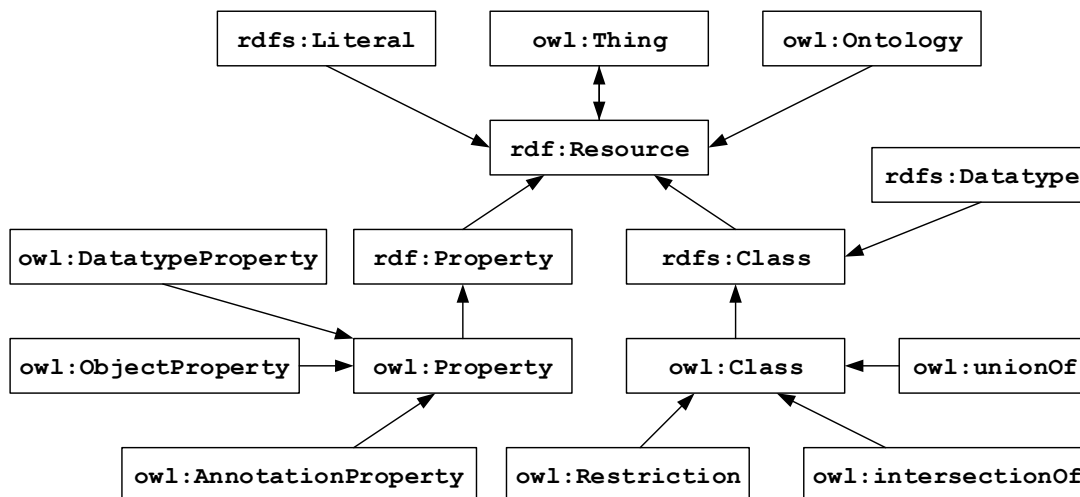 rdfs:Literal
owl:Thing
owl:Ontology
rdf:Resource
rdfs:Datatype
owl:DatatypeProperty
rdf:Property
rdfs:Class
owl:ObjectProperty
owl:Property
owl:Class
owl:unionOf
owl:AnnotationProperty
owl:Restriction
owl:intersectionOf